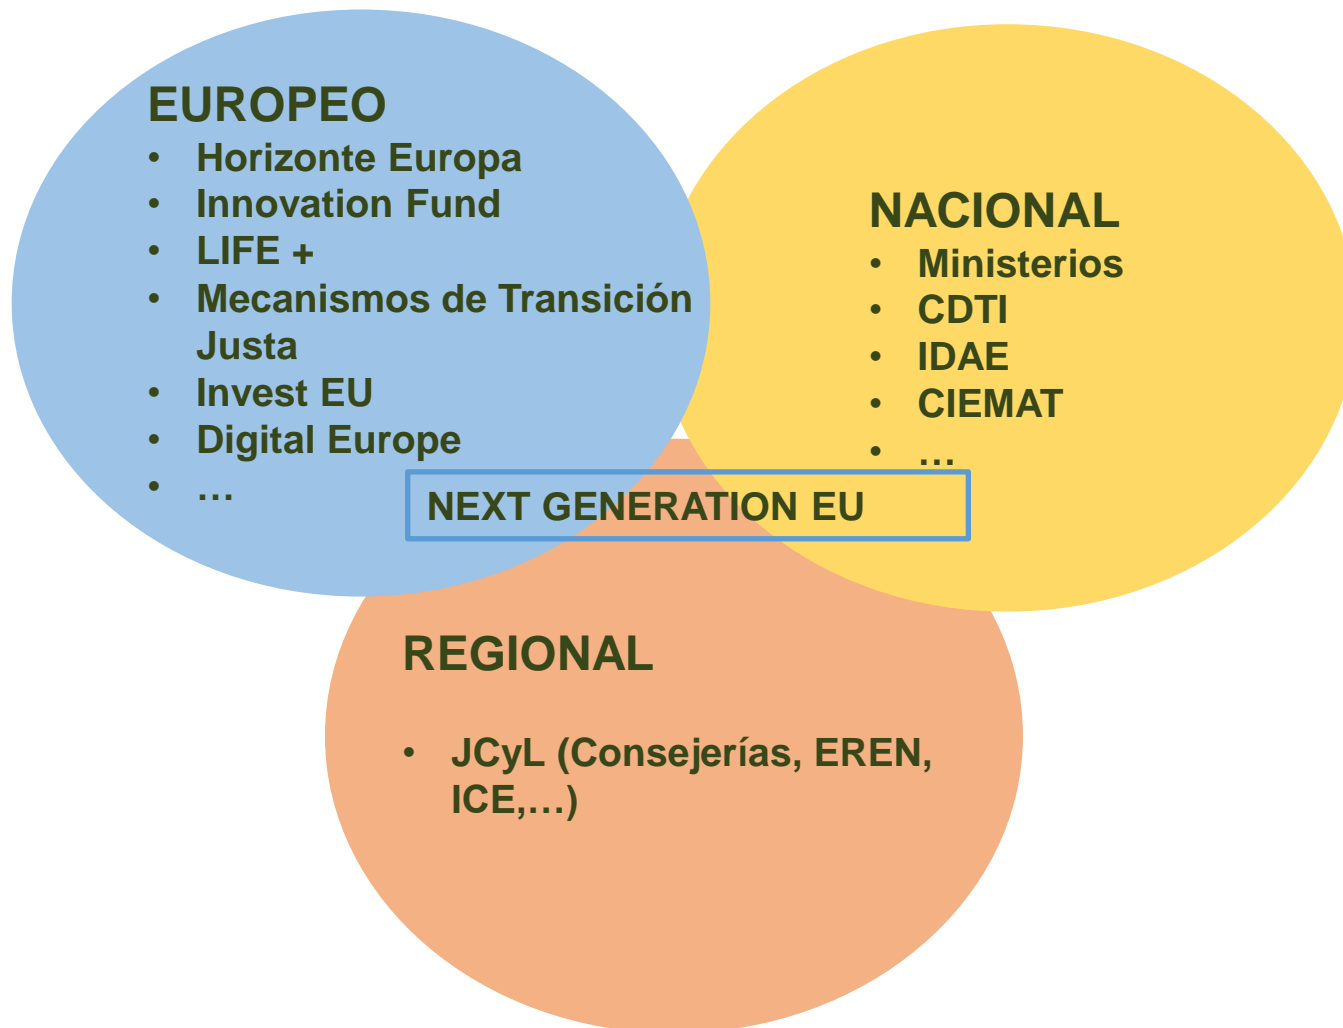 EUROPEO
• Horizonte Europa
• Innovation Fund
• LIFE +
• Mecanismos de Transición
Justa
• Invest EU
• Digital Europe
• …
NACIONAL
• Ministerios
• CDTI
• IDAE
• CIEMAT
• …
NEXT GENERATION EU
REGIONAL
• JCyL (Consejerías, EREN,
ICE,…)